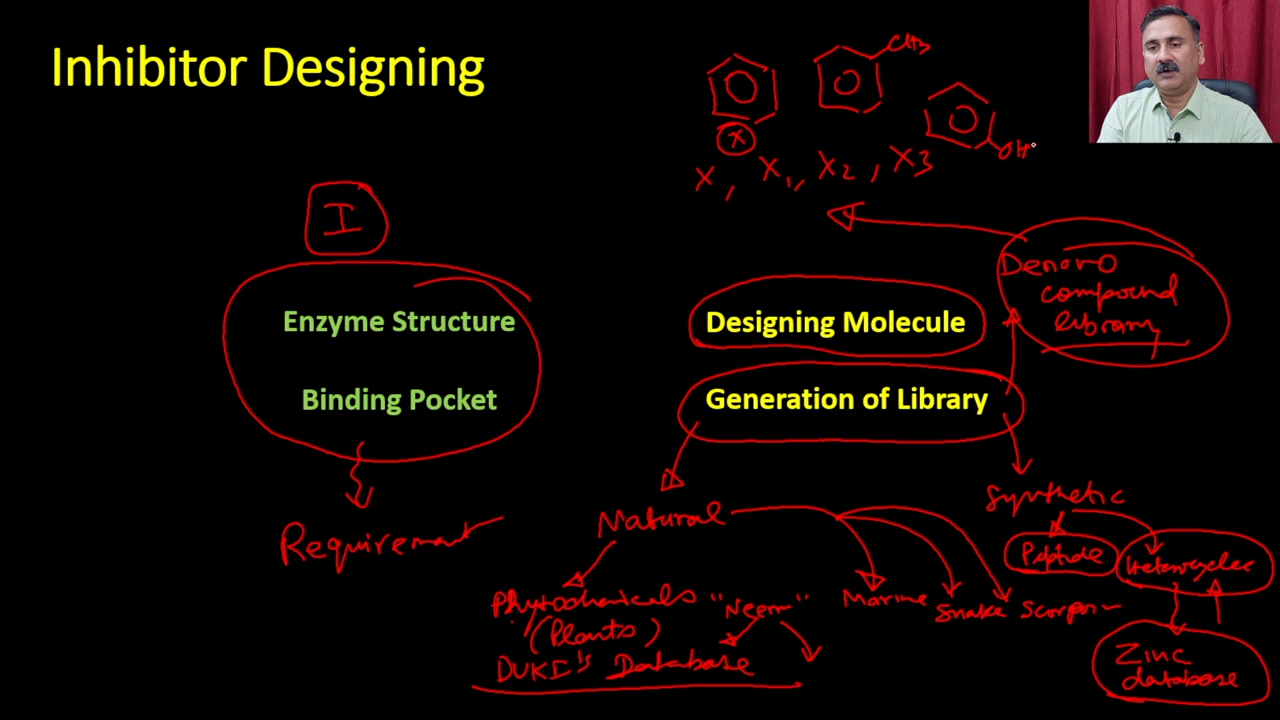 Inhibitor Designing
CH3
X
OH
X, X1, X2, X3
I
Denovo
compound
library
Enzyme Structure
Designing Molecule
Binding Pocket
Generation of Library
Requirement
Natural
Synthetic
Peptide
Heterocycles
Phytochemicals "Neem"
Marine Snake Scorpion
(Plants)
DUKE's Database
Zinc
database